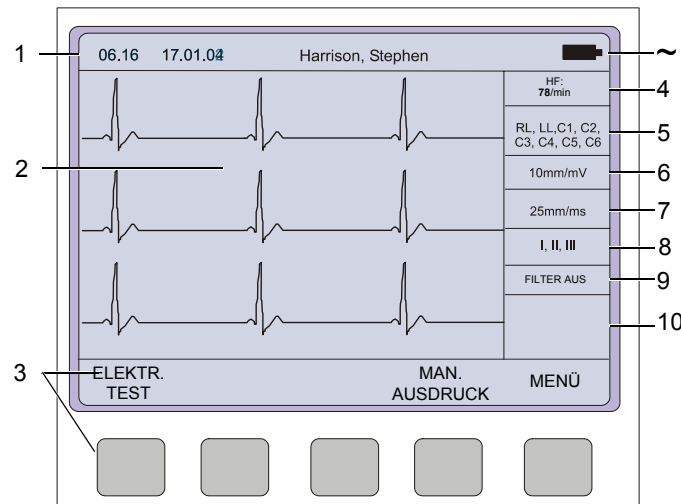 1 06.16 17.01.04 Harrison, Stephen ~
HF:
78/min 4
RL, LL,C1, C2,
C3, C4, C5, C6 5
2 10mm/mV 6
25mm/ms 7
I, II, III 8
FILTER AUS 9
10
3 ELEKTR.
TEST
MAN.
AUSDRUCK
MENÜ